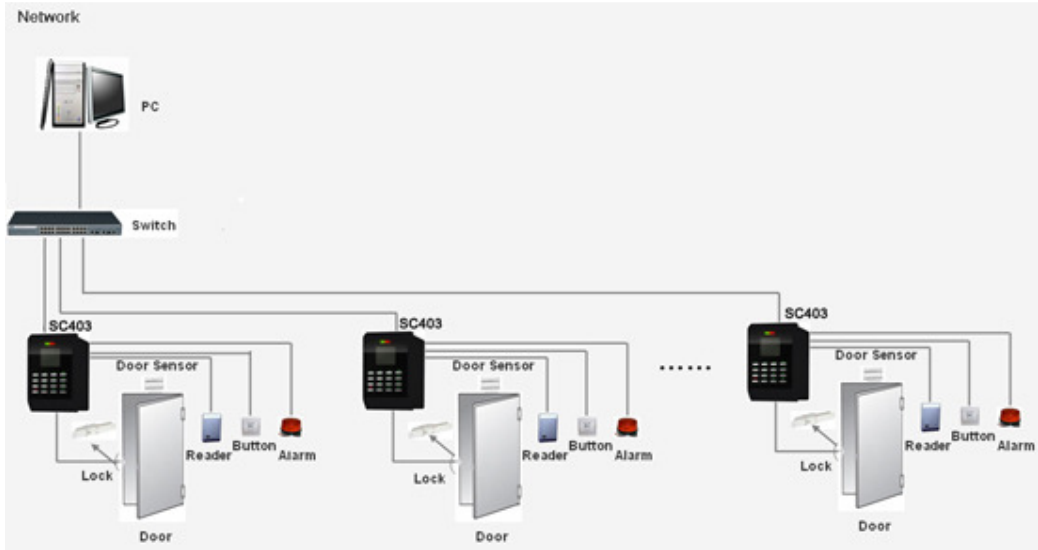 Network
PC
Switch
SC403
SC403
SC403
Door Sensor
Door Sensor
Door Sensor
Reader
Button
Alarm
Reader
Button
Alarm
Reader
Button
Alarm
Lock
Lock
Lock
Door
Door
Door
......